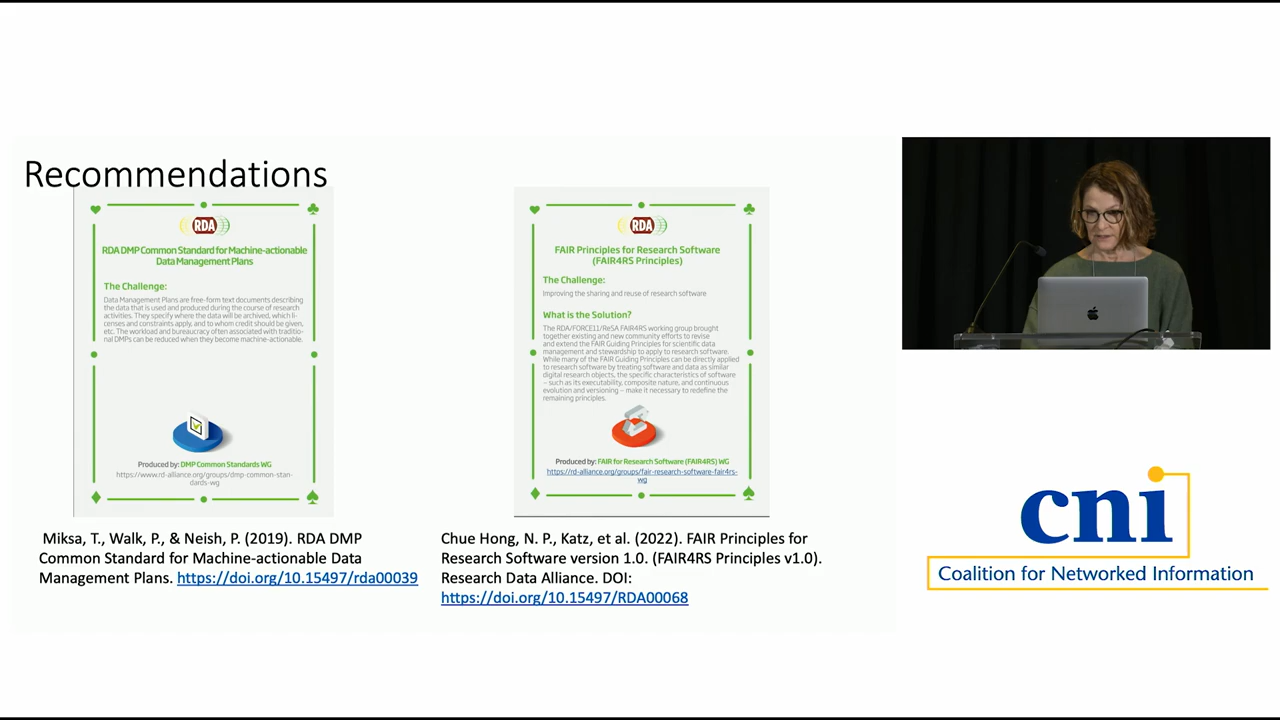 Recommendations
RDA
RDA DMP Common Standard for Machine-actionable
Data Management Plans
The Challenge:
Data Management Plans are free-form text documents describing
the data that is used and produced during the course of research
activities. They specify where the data will be archived, which li-
censes and constraints apply, and to whom credit should be given,
etc. The workload and bureaucracy often associated with traditio-
nal DMPs can be reduced when they become machine-actionable.
Produced by: DMP Common Standards WG
https://www.rd-alliance.org/groups/dmp-common-stan-
dards-wg
Miksa, T., Walk, P., & Neish, P. (2019). RDA DMP
Common Standard for Machine-actionable Data
Management Plans. https://doi.org/10.15497/rda00039
RDA
FAIR Principles for Research Software
(FAIR4RS Principles)
The Challenge:
Improving the sharing and reuse of research software
What is the Solution?
The RDA/FORCE11/ReSA FAIR4RS working group brought
together existing and new community efforts to revise
and extend the FAIR Guiding Principles for scientific data
management and stewardship to apply to research software.
While many of the FAIR Guiding Principles can be directly applied
to research software by treating software and data as similar
digital research objects, the specific characteristics of software
– such as its executability, composite nature, and continuous
evolution and versioning – make it necessary to redefine the
remaining principles.
Produced by: FAIR for Research Software (FAIR4RS) WG
https://rd-alliance.org/groups/fair-research-software-fair4rs-
wg
Chue Hong, N. P., Katz, et al. (2022). FAIR Principles for
Research Software version 1.0. (FAIR4RS Principles v1.0).
Research Data Alliance. DOI:
https://doi.org/10.15497/RDA00068
cni
Coalition for Networked Information